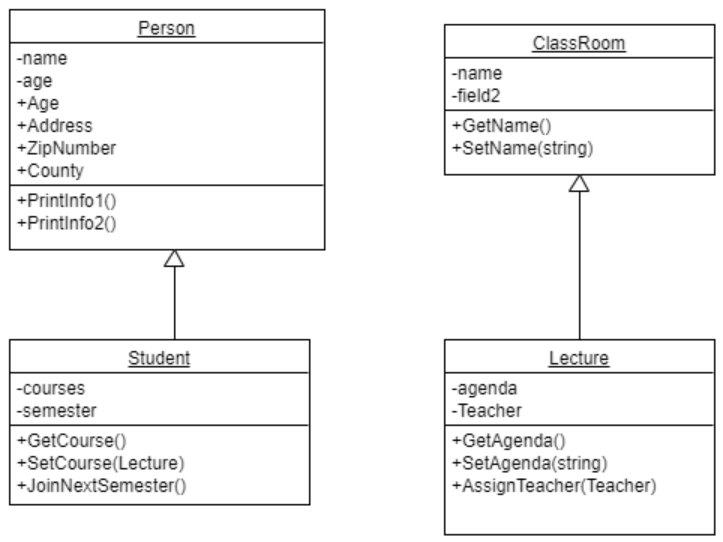 Person
-name
-age
+Age
+Address
+ZipNumber
+County
+PrintInfo1()
+PrintInfo2()
ClassRoom
-name
-field2
+GetName()
+SetName(string)
Student
-courses
-semester
+GetCourse()
+SetCourse(Lecture)
+JoinNextSemester()
Lecture
-agenda
-Teacher
+GetAgenda()
+SetAgenda(string)
+AssignTeacher(Teacher)